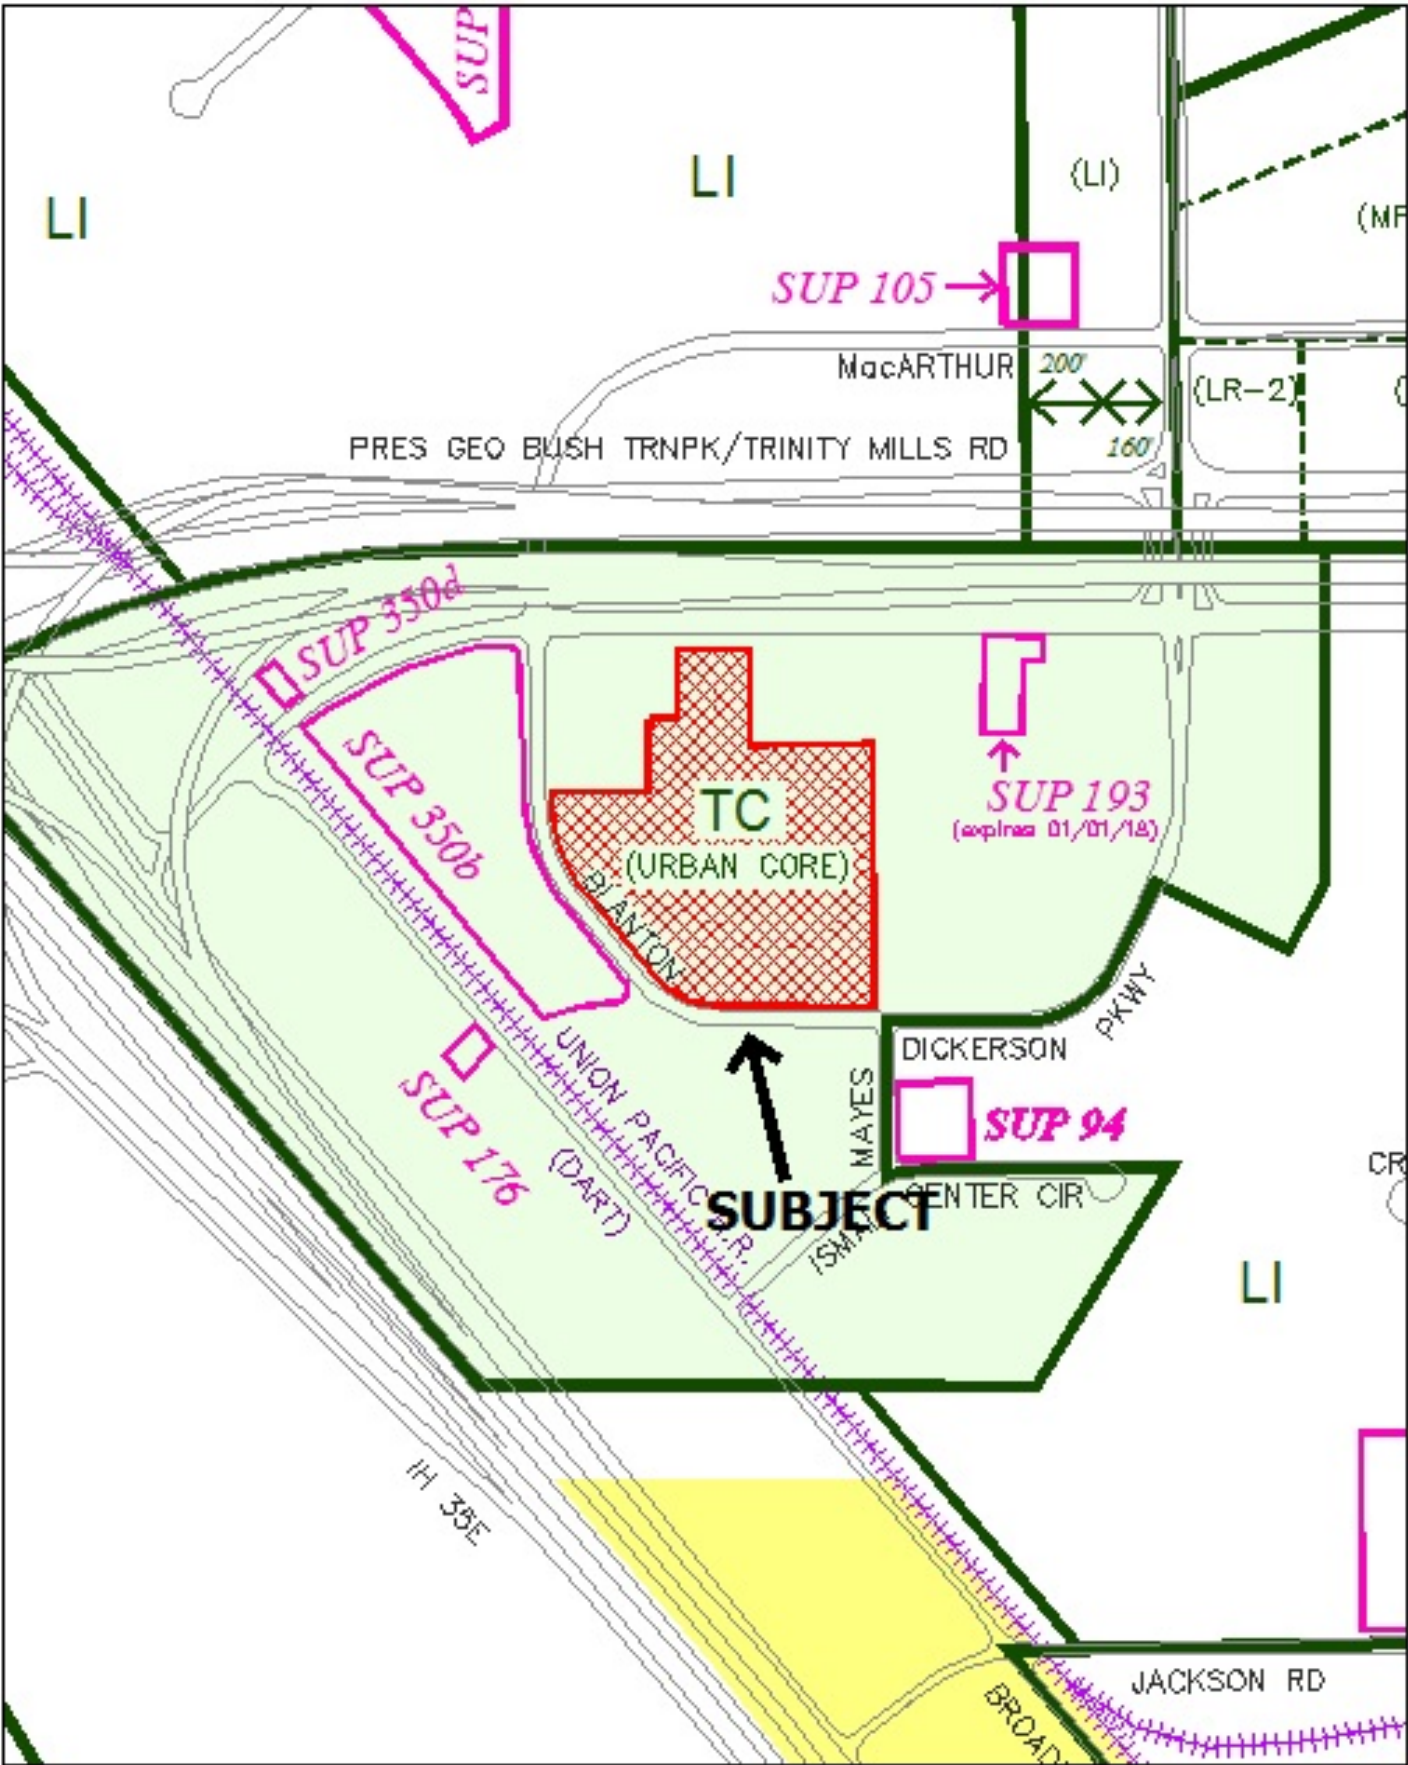 SUP
LI
LI
(LI)
(MF
SUP 105
MacARTHUR
200'
(LR-2)
(
PRES GEO BUSH TRNPK/TRINITY MILLS RD
160'
SUP 350d
SUP 350b
TC
(URBAN CORE)
SUP 193
(expires 01/01/18)
BLANTON
PKWY
DICKERSON
UNION PACIFIC R.R.
(DART)
MAYES
SUP 94
SUP 176
SUBJECT
CENTER CIR
CR
LI
IH 35E
JACKSON RD
BROADW